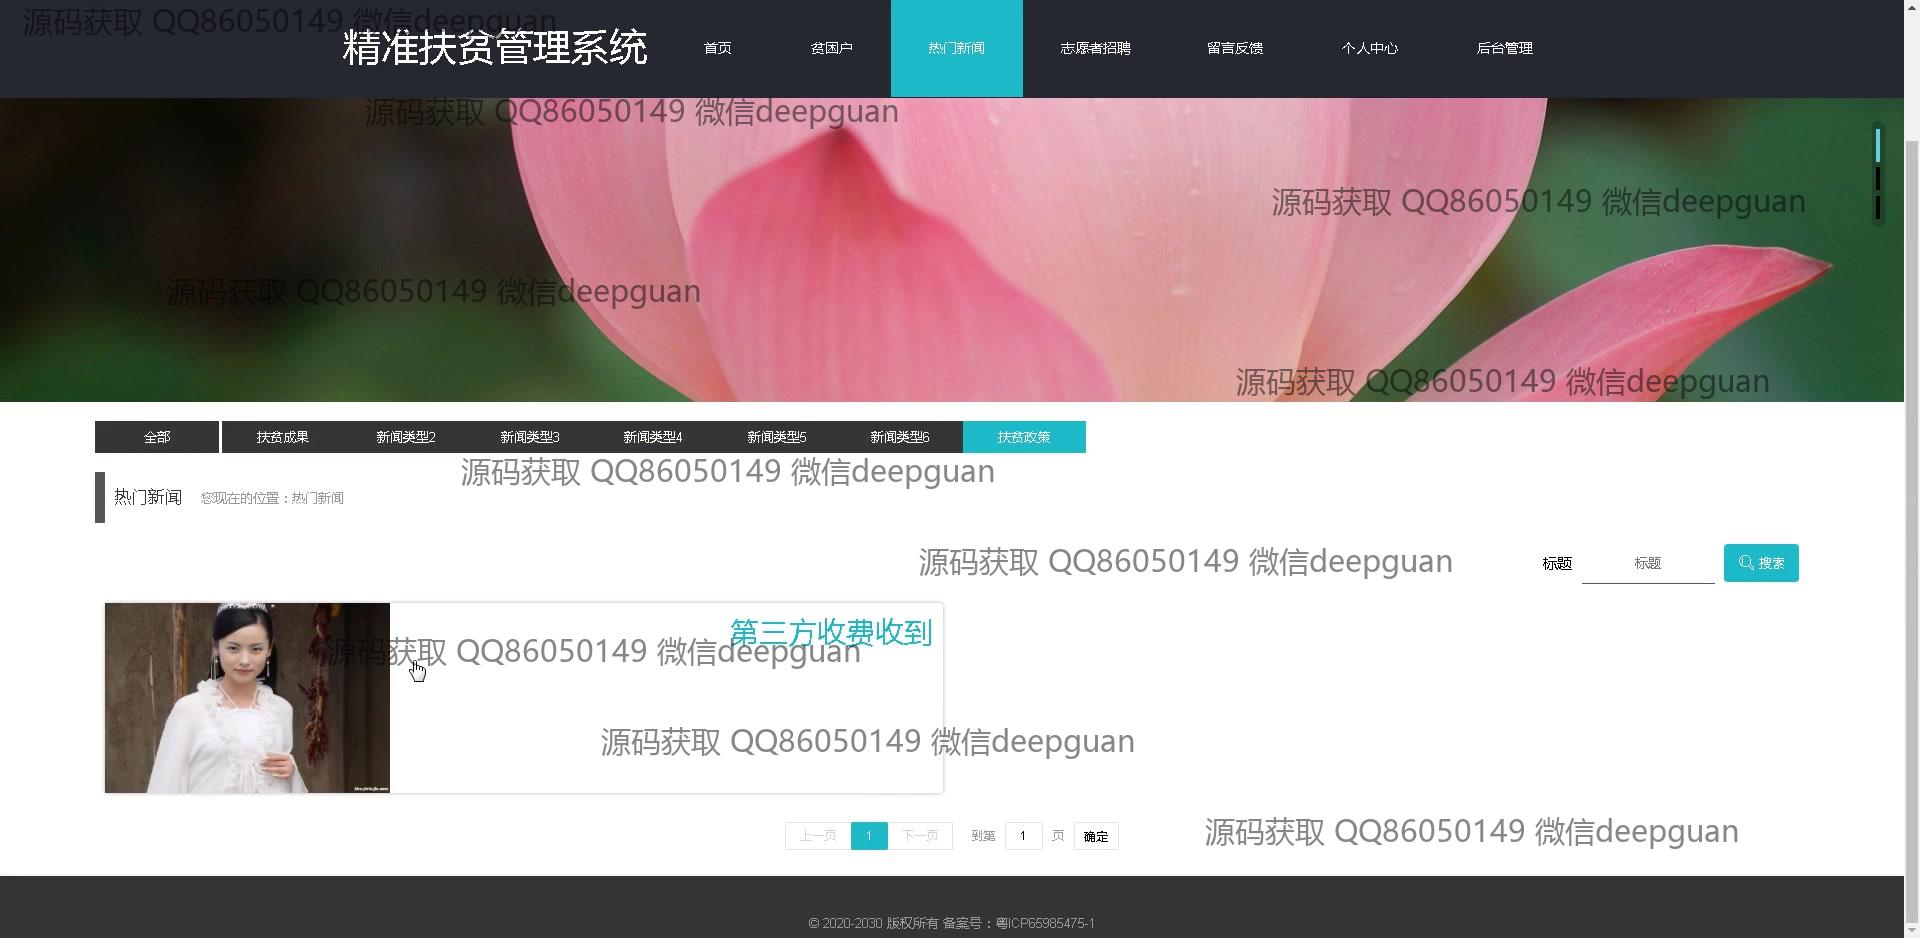 源码获取 QQ86050149 微信deepguan
精准扶贫管理系统
首页
贫困户
热门新闻
志愿者招聘
留言反馈
个人中心
后台管理
源码获取 QQ86050149 微信deepguan
源码获取 QQ86050149 微信deepguan
源码获取 QQ86050149 微信deepguan
源码获取 QQ86050149 微信deepguan
全部
扶贫成果
新闻类型2
新闻类型3
新闻类型4
新闻类型5
新闻类型6
扶贫政策
源码获取 QQ86050149 微信deepguan
热门新闻
您现在的位置：热门新闻
源码获取 QQ86050149 微信deepguan
标题
标题
搜索
第三方收费收到
源码获取 QQ86050149 微信deepguan
源码获取 QQ86050149 微信deepguan
上一页
1
下一页
到第
1
页
确定
源码获取 QQ86050149 微信deepguan
© 2020-2030 版权所有 备案号：粤ICP65985475-1